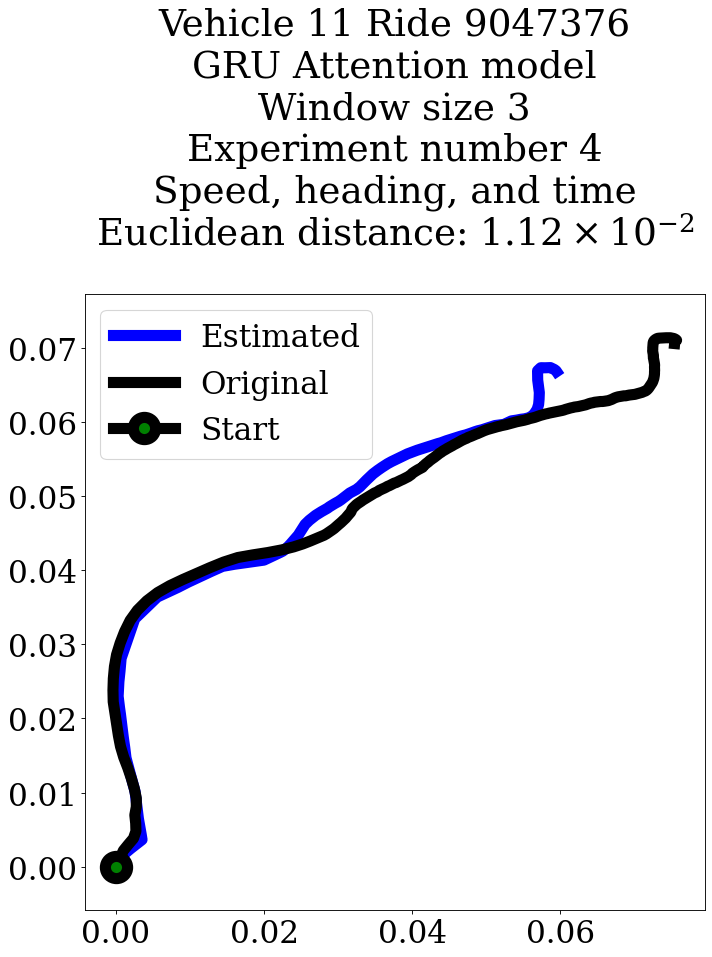 Vehicle 11 Ride 9047376
GRU Attention model
Window size 3
Experiment number 4
Speed, heading, and time
Euclidean distance: 1.12 × 10⁻²
Estimated
Original
Start
0.07
0.06
0.05
0.04
0.03
0.02
0.01
0.00
0.00 0.02 0.04 0.06